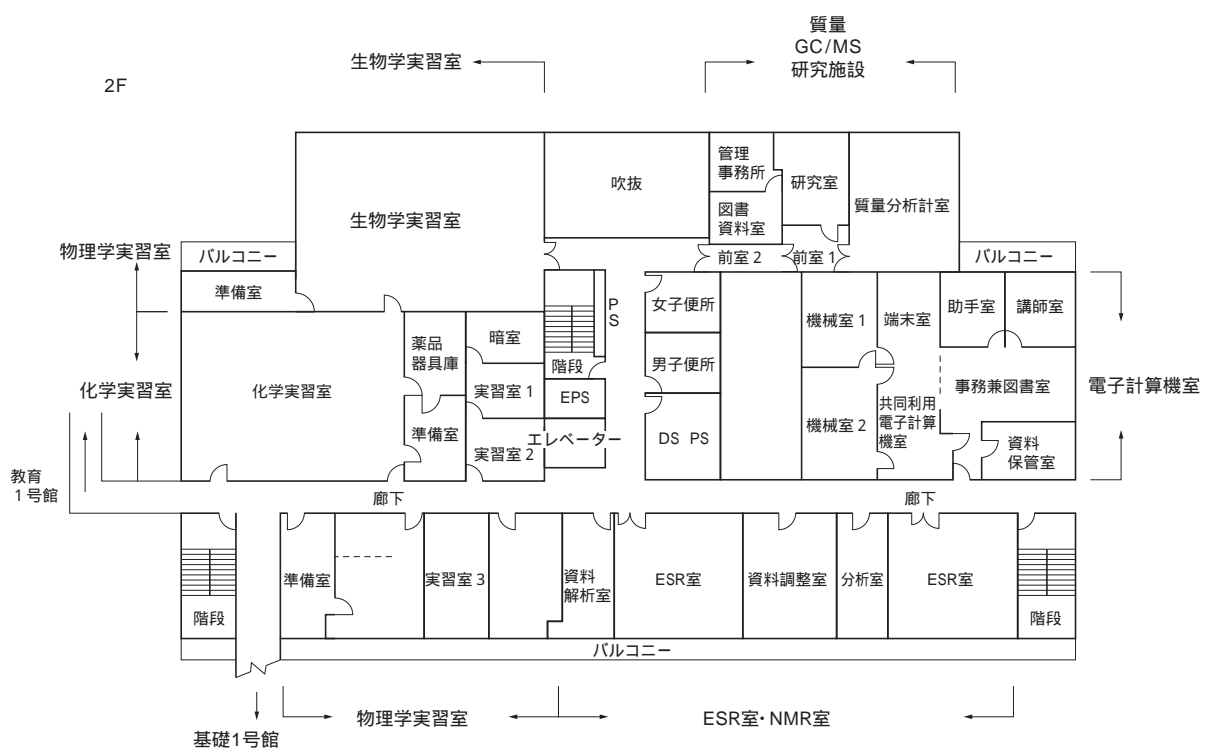 質量
GC/MS
研究施設
生物学実習室
2F
管理
事務所
研究室
吹抜
質量分析計室
生物学実習室
図書
資料室
物理学実習室
バルコニー
前室2
前室1
バルコニー
準備室
PS
女子便所
機械室1
端末室
助手室
講師室
暗室
薬品
器具庫
階段
男子便所
化学実習室
化学実習室
実習室1
事務兼図書室
電子計算機室
EPS
共同利用
電子計算
機室
準備室
機械室2
エレベーター
DS PS
実習室2
資料
保管室
教育
1号館
廊下
廊下
準備室
実習室3
資料
解析室
ESR室
資料調整室
分析室
ESR室
階段
階段
バルコニー
物理学実習室
ESR室・NMR室
基礎1号館